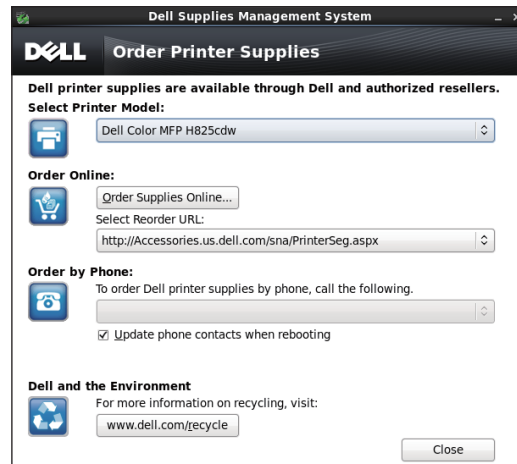 Dell Supplies Management System
DELL Order Printer Supplies
Dell printer supplies are available through Dell and authorized resellers.
Select Printer Model:
Dell Color MFP H825cdw
Order Online:
Order Supplies Online...
Select Reorder URL:
http://Accessories.us.dell.com/sna/PrinterSeg.aspx
Order by Phone:
To order Dell printer supplies by phone, call the following.
Update phone contacts when rebooting
Dell and the Environment
For more information on recycling, visit:
www.dell.com/recycle
Close